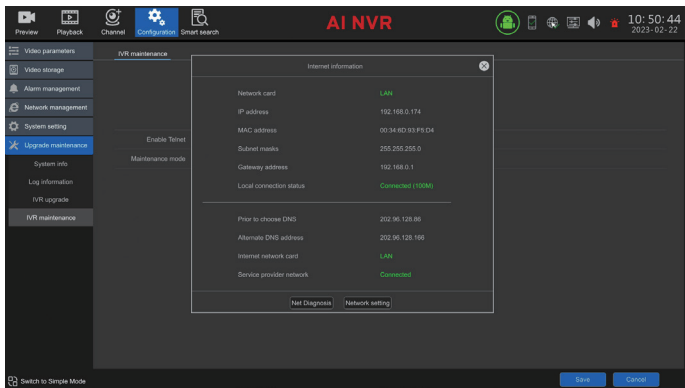 AI NVR
10:50:44
2023-02-22
Preview
Playback
Channel
Configuration
Smart search
Video parameters
Video storage
Alarm management
Network management
System setting
Upgrade maintenance
System info
Log information
IVR upgrade
IVR maintenance
Switch to Simple Mode
IVR maintenance
Enable Telnet
Maintenance mode
Internet information
Network card LAN
IP address 192.168.0.174
MAC address 00:34:6D:93:F5:D4
Subnet masks 255.255.255.0
Gateway address 192.168.0.1
Local connection status Connected (100M)
Prior to choose DNS 202.96.128.86
Alternate DNS address 202.96.128.166
Internet network card LAN
Service provider network Connected
Net Diagnosis Network setting
Save Cancel